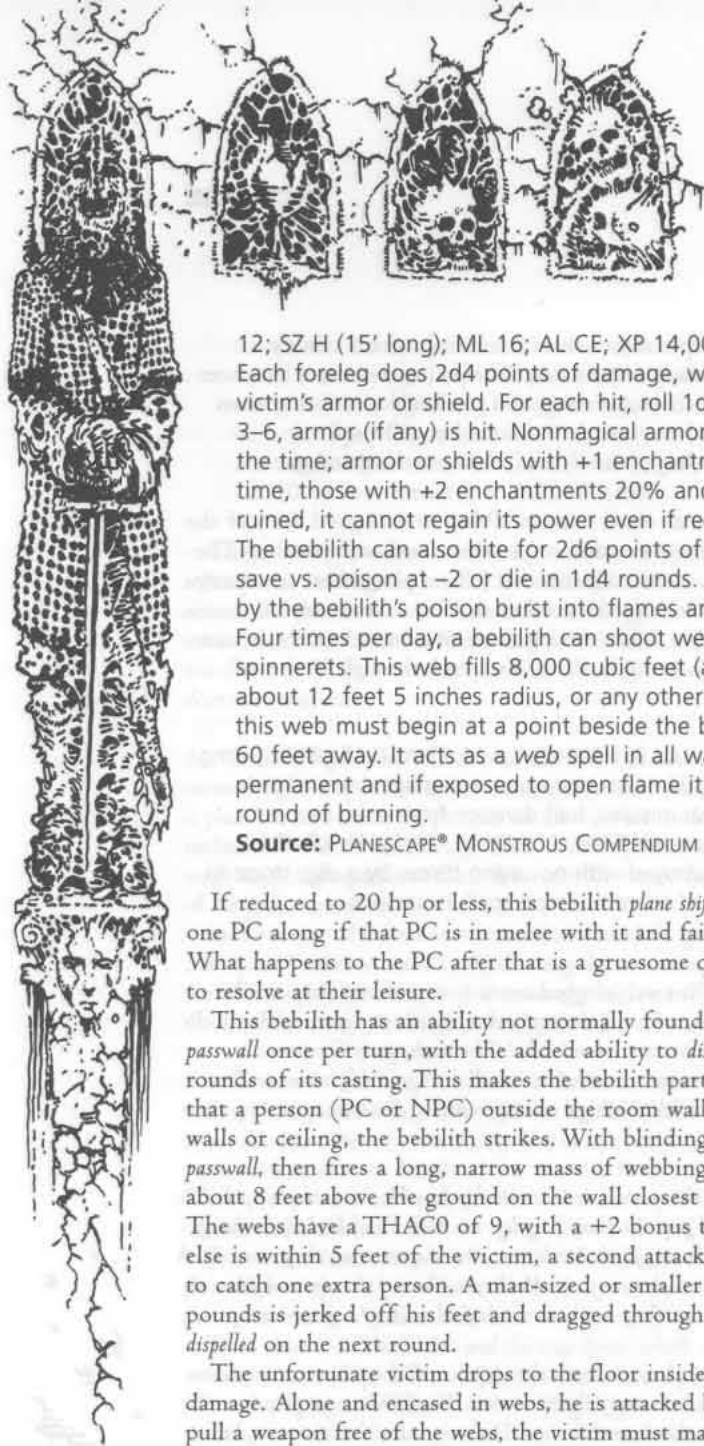 12; SZ H (15' long); ML 16; AL CE; XP 14,00
Each foreleg does 2d4 points of damage, w
victim's armor or shield. For each hit, roll 1d
3–6, armor (if any) is hit. Nonmagical armor
the time; armor or shields with +1 enchantm
time, those with +2 enchantments 20% and
ruined, it cannot regain its power even if rec
The bebilith can also bite for 2d6 points of
save vs. poison at –2 or die in 1d4 rounds.
by the bebilith's poison burst into flames an
Four times per day, a bebilith can shoot we
spinnerets. This web fills 8,000 cubic feet (a
about 12 feet 5 inches radius, or any other
this web must begin at a point beside the b
60 feet away. It acts as a web spell in all wa
permanent and if exposed to open flame it
round of burning.
Source: PLANESCAPE® MONSTROUS COMPENDIUM
If reduced to 20 hp or less, this bebilith plane shif
one PC along if that PC is in melee with it and fai
What happens to the PC after that is a gruesome q
to resolve at their leisure.
This bebilith has an ability not normally found
passwall once per turn, with the added ability to dis
rounds of its casting. This makes the bebilith part
that a person (PC or NPC) outside the room wall
walls or ceiling, the bebilith strikes. With blinding
passwall, then fires a long, narrow mass of webbing
about 8 feet above the ground on the wall closest
The webs have a THAC0 of 9, with a +2 bonus t
else is within 5 feet of the victim, a second attack
to catch one extra person. A man-sized or smaller
pounds is jerked off his feet and dragged through
dispelled on the next round.
The unfortunate victim drops to the floor inside
damage. Alone and encased in webs, he is attacked b
pull a weapon free of the webs, the victim must ma